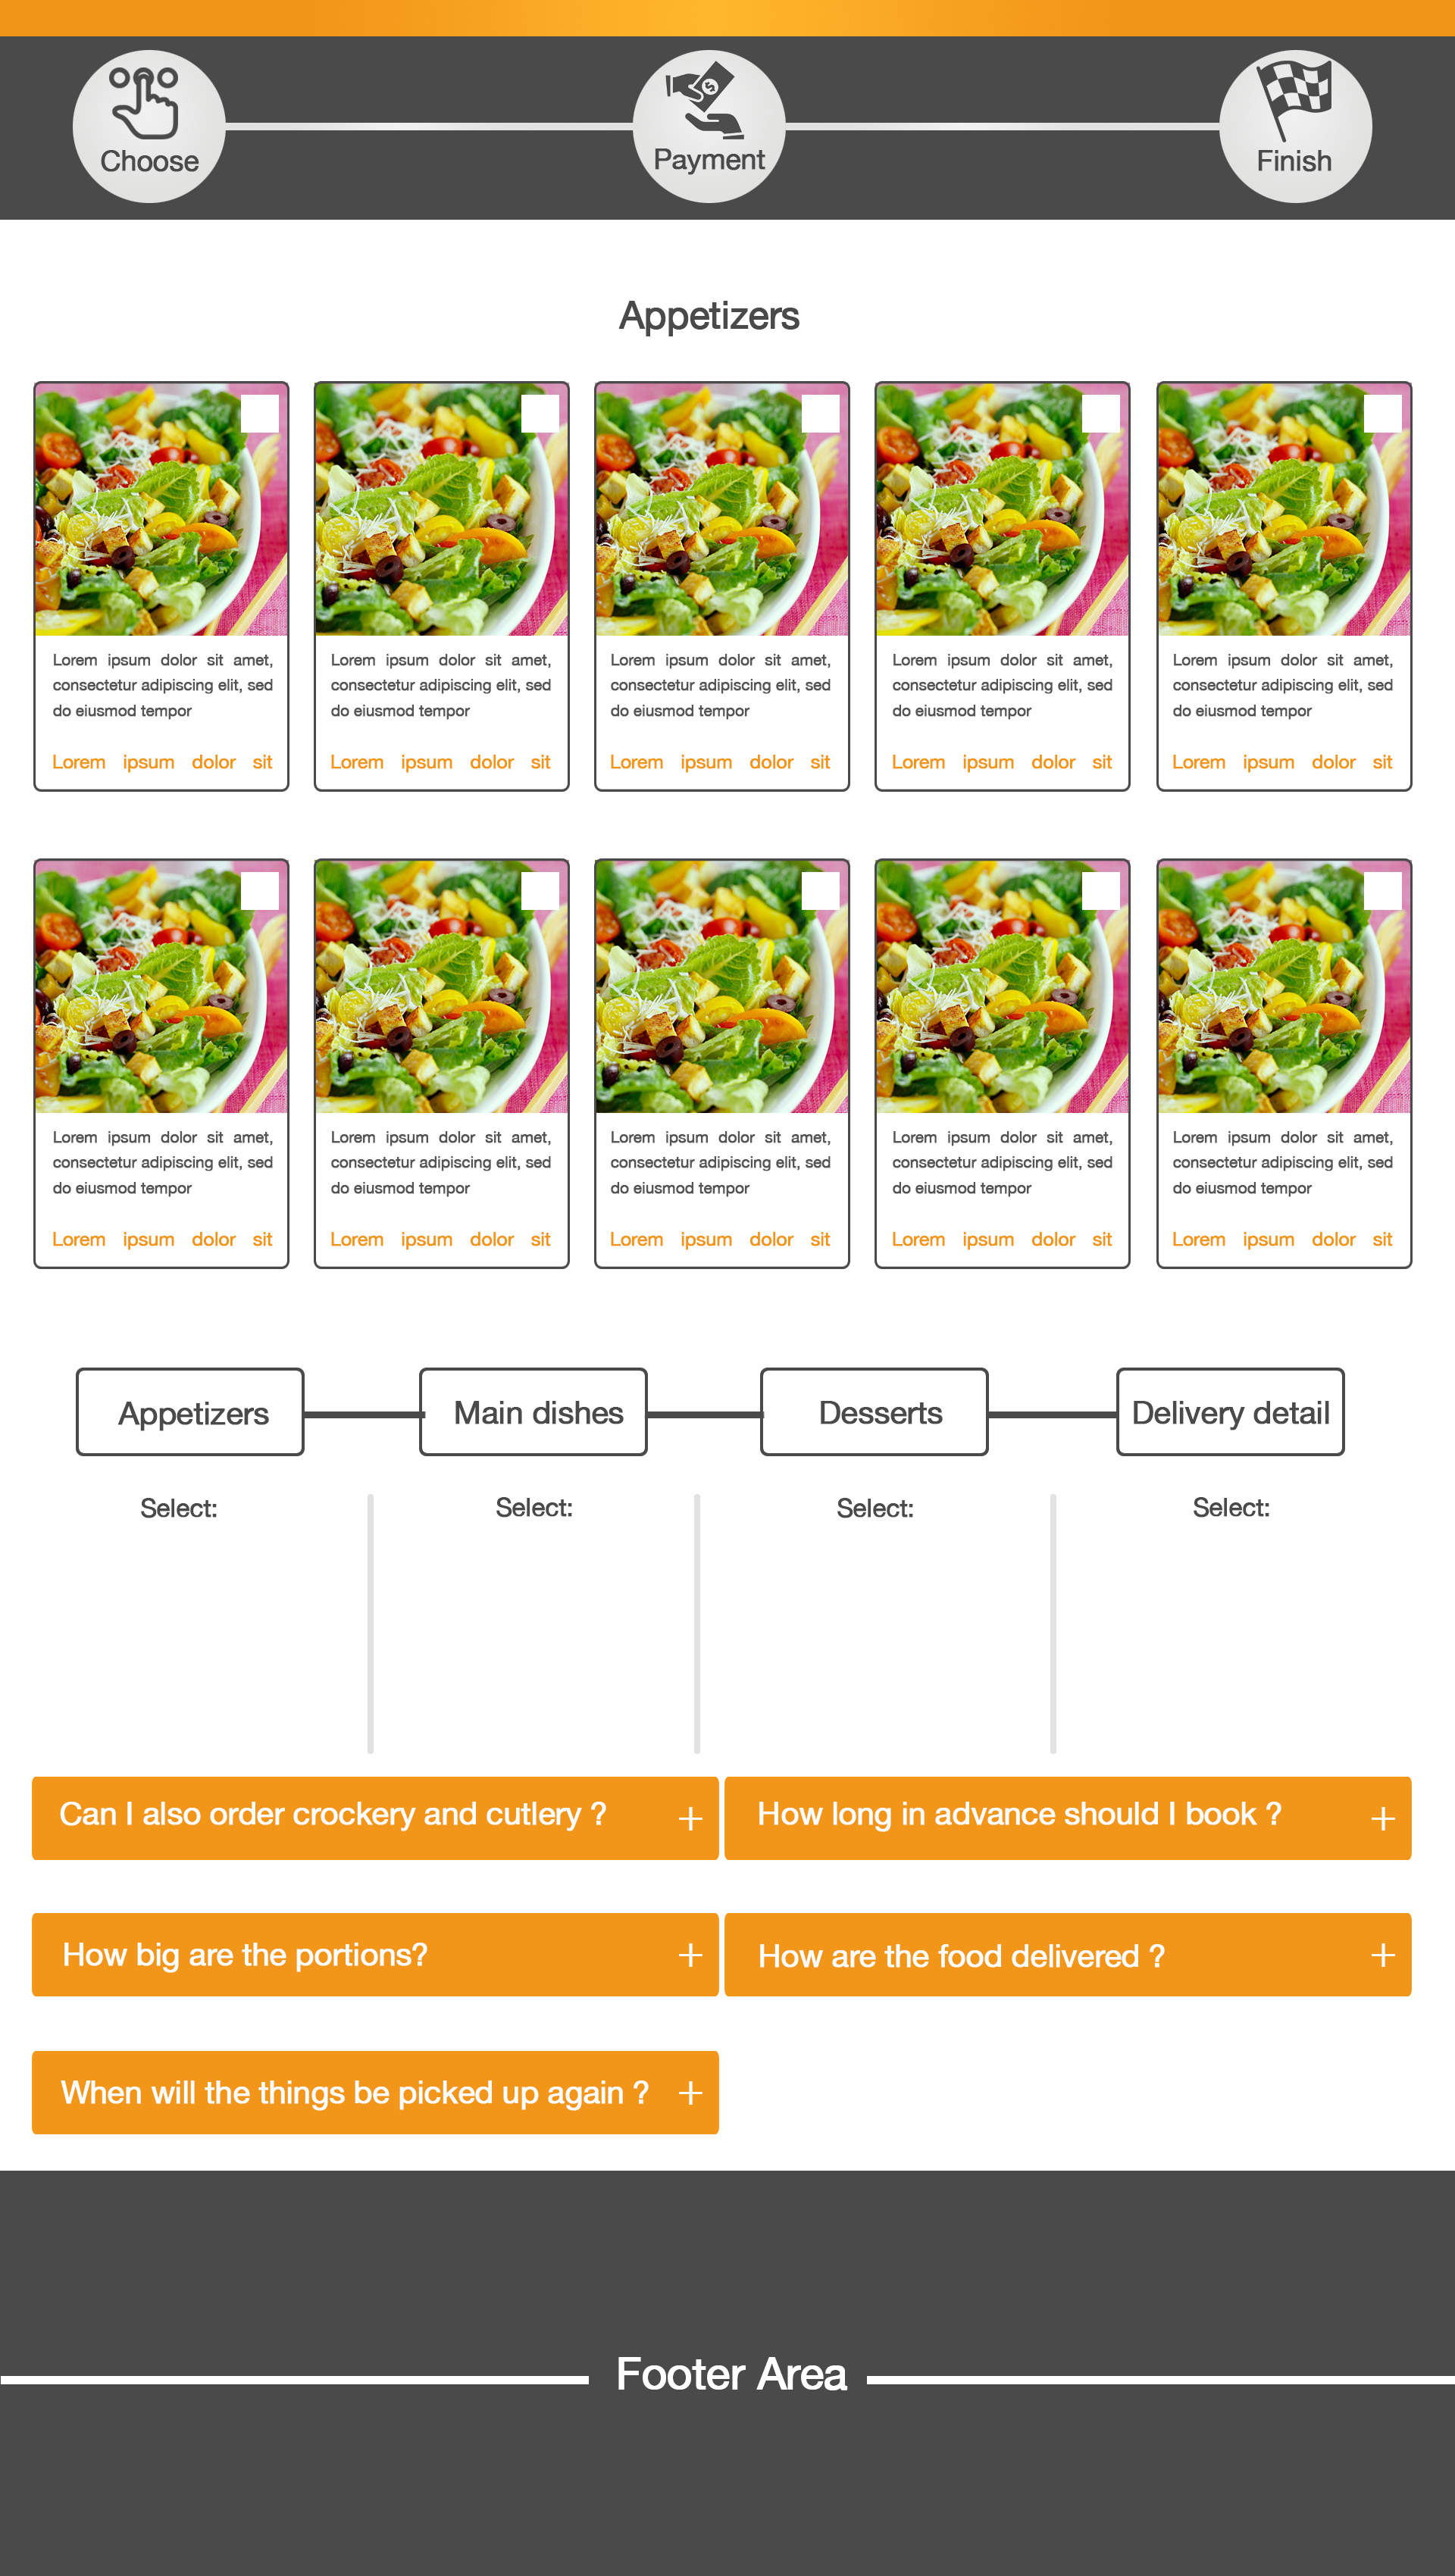 Choose
Payment
Finish
Appetizers
Lorem ipsum dolor sit amet,
consectetur adipiscing elit, sed
do eiusmod tempor
Lorem ipsum dolor sit
Lorem ipsum dolor sit amet,
consectetur adipiscing elit, sed
do eiusmod tempor
Lorem ipsum dolor sit
Lorem ipsum dolor sit amet,
consectetur adipiscing elit, sed
do eiusmod tempor
Lorem ipsum dolor sit
Lorem ipsum dolor sit amet,
consectetur adipiscing elit, sed
do eiusmod tempor
Lorem ipsum dolor sit
Lorem ipsum dolor sit amet,
consectetur adipiscing elit, sed
do eiusmod tempor
Lorem ipsum dolor sit
Lorem ipsum dolor sit amet,
consectetur adipiscing elit, sed
do eiusmod tempor
Lorem ipsum dolor sit
Lorem ipsum dolor sit amet,
consectetur adipiscing elit, sed
do eiusmod tempor
Lorem ipsum dolor sit
Lorem ipsum dolor sit amet,
consectetur adipiscing elit, sed
do eiusmod tempor
Lorem ipsum dolor sit
Lorem ipsum dolor sit amet,
consectetur adipiscing elit, sed
do eiusmod tempor
Lorem ipsum dolor sit
Lorem ipsum dolor sit amet,
consectetur adipiscing elit, sed
do eiusmod tempor
Lorem ipsum dolor sit
Appetizers
Main dishes
Desserts
Delivery detail
Select:
Select:
Select:
Select:
Can I also order crockery and cutlery ? +
How long in advance should I book ? +
How big are the portions? +
How are the food delivered ? +
When will the things be picked up again ? +
Footer Area